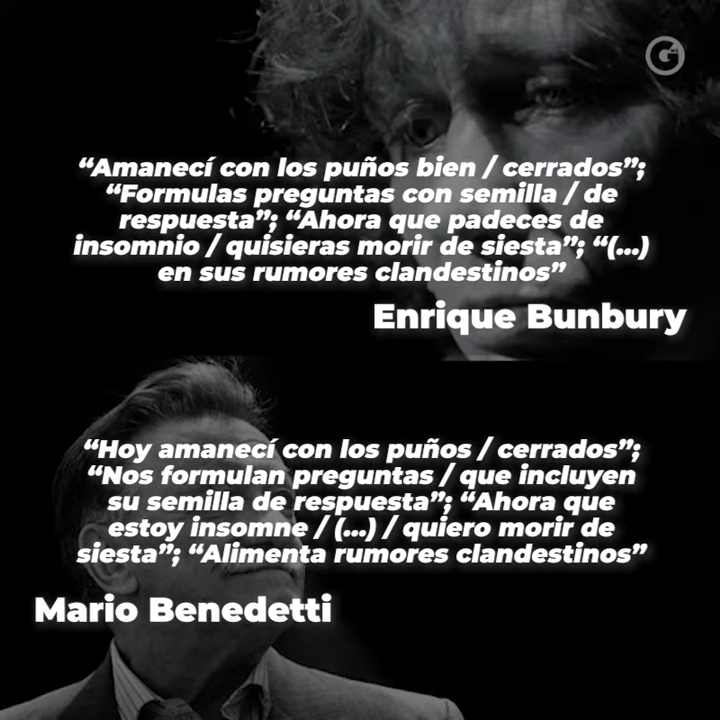 “Amanecí con los puños bien / cerrados”;
“Formulas preguntas con semilla / de
respuesta”; “Ahora que padeces de
insomnio / quisieras morir de siesta”; “(...)
en sus rumores clandestinos”
Enrique Bunbury
“Hoy amanecí con los puños / cerrados”;
“Nos formulan preguntas / que incluyen
su semilla de respuesta”; “Ahora que
estoy insomne / (...) / quiero morir de
siesta”; “Alimenta rumores clandestinos”
Mario Benedetti